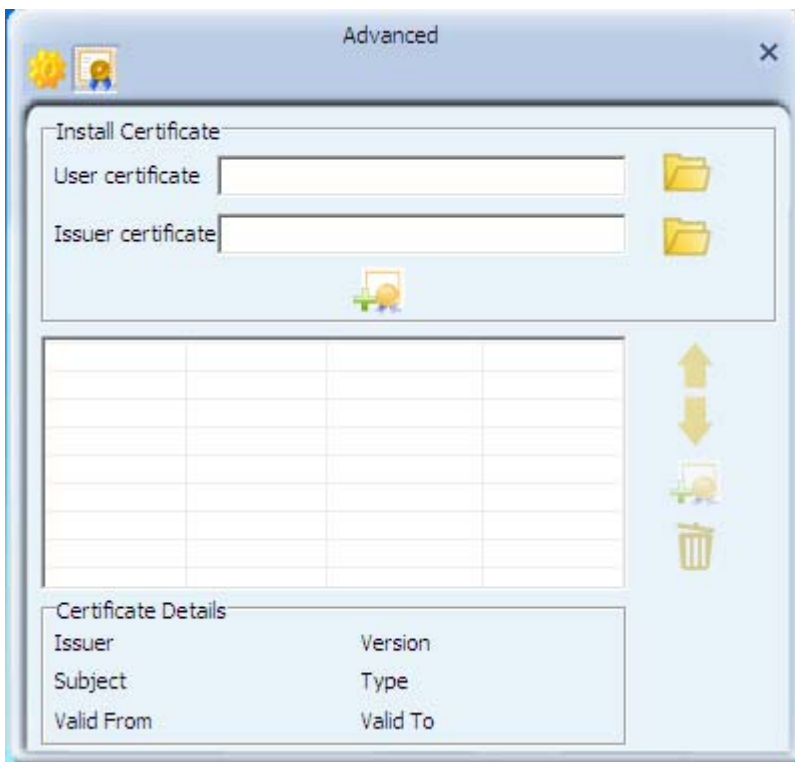 Advanced
Install Certificate
User certificate
Issuer certificate
Certificate Details
Issuer Version
Subject Type
Valid From Valid To